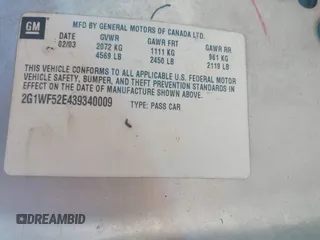 GM
MFD BY GENERAL MOTORS OF CANADA LTD.
DATE GVWR GAWR FRT GAWR RR
02/03 2072 KG 1111 KG 961 KG
4569 LB 2450 LB 2119 LB
THIS VEHICLE CONFORMS TO ALL APPLICABLE U.S. FEDERAL MOTOR
VEHICLE SAFETY, BUMPER, AND THEFT PREVENTION STANDARDS IN
EFFECT ON THE DATE OF MANUFACTURE SHOWN ABOVE.
2G1WF52E439340009 TYPE: PASS CAR
DREAMBID